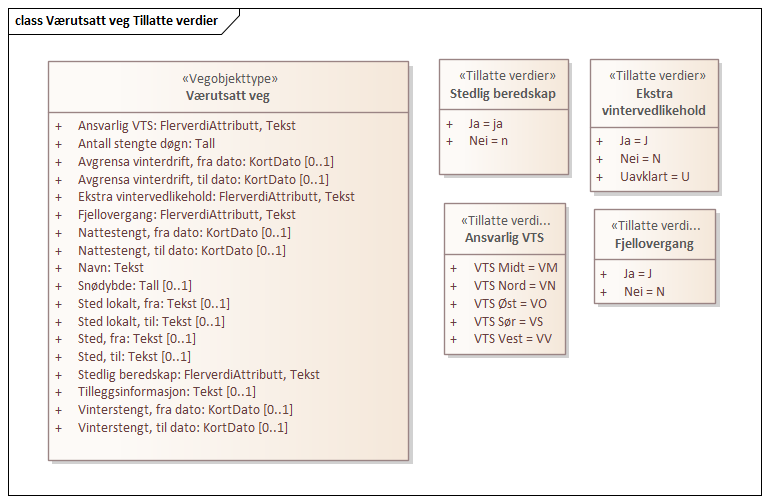 class Værutsatt veg Tillatte verdier
«Vegobjekttype»
Værutsatt veg
+ Ansvarlig VTS: FlerverdiAttributt, Tekst
+ Antall stengte døgn: Tall
+ Avgrensa vinterdrift, fra dato: KortDato [0..1]
+ Avgrensa vinterdrift, til dato: KortDato [0..1]
+ Ekstra vintervedlikehold: FlerverdiAttributt, Tekst
+ Fjellovergang: FlerverdiAttributt, Tekst
+ Nattestengt, fra dato: KortDato [0..1]
+ Nattestengt, til dato: KortDato [0..1]
+ Navn: Tekst
+ Snødybde: Tall [0..1]
+ Sted lokalt, fra: Tekst [0..1]
+ Sted lokalt, til: Tekst [0..1]
+ Sted, fra: Tekst [0..1]
+ Sted, til: Tekst [0..1]
+ Stedlig beredskap: FlerverdiAttributt, Tekst
+ Tilleggsinformasjon: Tekst [0..1]
+ Vinterstengt, fra dato: KortDato [0..1]
+ Vinterstengt, til dato: KortDato [0..1]
«Tillatte verdier»
Stedlig beredskap
+ Ja = ja
+ Nei = n
«Tillatte verdier»
Ekstra
vintervedlikehold
+ Ja = J
+ Nei = N
+ Uavklart = U
«Tillatte verdi...
Ansvarlig VTS
+ VTS Midt = VM
+ VTS Nord = VN
+ VTS Øst = VO
+ VTS Sør = VS
+ VTS Vest = VV
«Tillatte verdi...
Fjellovergang
+ Ja = J
+ Nei = N